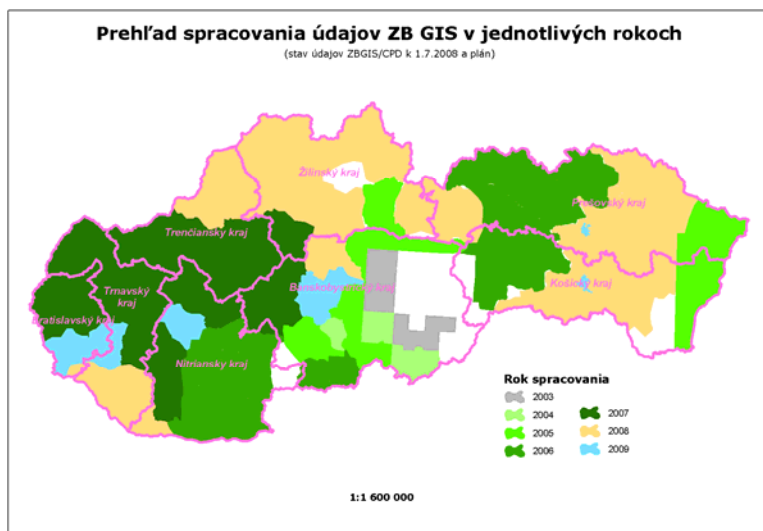 Prehľad spracovania údajov ZB GIS v jednotlivých rokoch
(stav údajov ZBGIS/CPD k 1.7.2008 a plán)
Žilinský kraj
Prešovský kraj
Trenčiansky kraj
Banskobystrický kraj
Košický kraj
Trnavský
kraj
Bratislavský kraj
Nitriansky kraj
Rok spracovania
2003
2004
2005
2006
2007
2008
2009
1:1 600 000